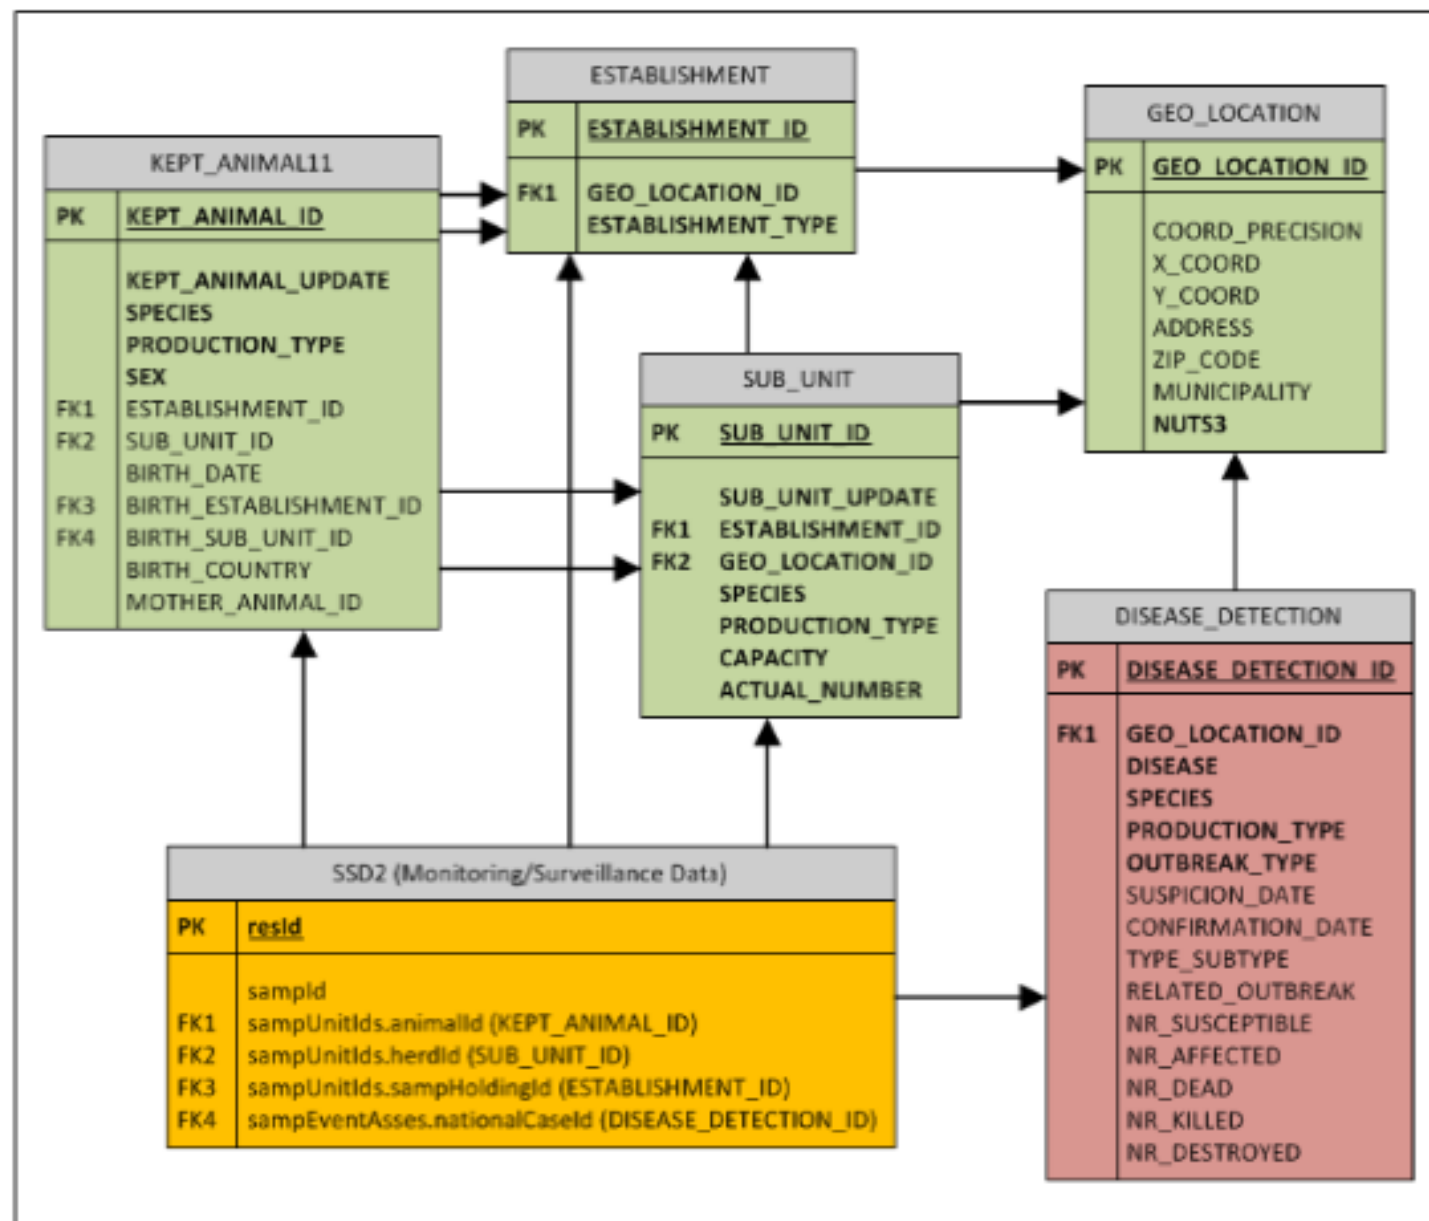 ESTABLISHMENT
PK ESTABLISHMENT_ID
FK1 GEO_LOCATION_ID
ESTABLISHMENT_TYPE
GEO_LOCATION
PK GEO_LOCATION_ID
COORD_PRECISION
X_COORD
Y_COORD
ADDRESS
ZIP_CODE
MUNICIPALITY
NUTS3
KEPT_ANIMAL11
PK KEPT_ANIMAL_ID
KEPT_ANIMAL_UPDATE
SPECIES
PRODUCTION_TYPE
SEX
FK1 ESTABLISHMENT_ID
FK2 SUB_UNIT_ID
BIRTH_DATE
FK3 BIRTH_ESTABLISHMENT_ID
FK4 BIRTH_SUB_UNIT_ID
BIRTH_COUNTRY
MOTHER_ANIMAL_ID
SUB_UNIT
PK SUB_UNIT_ID
SUB_UNIT_UPDATE
FK1 ESTABLISHMENT_ID
FK2 GEO_LOCATION_ID
SPECIES
PRODUCTION_TYPE
CAPACITY
ACTUAL_NUMBER
DISEASE_DETECTION
PK DISEASE_DETECTION_ID
FK1 GEO_LOCATION_ID
DISEASE
SPECIES
PRODUCTION_TYPE
OUTBREAK_TYPE
SUSPICION_DATE
CONFIRMATION_DATE
TYPE_SUBTYPE
RELATED_OUTBREAK
NR_SUSCEPTIBLE
NR_AFFECTED
NR_DEAD
NR_KILLED
NR_DESTROYED
SSD2 (Monitoring/Surveillance Data)
PK resId
sampId
FK1 sampUnitIds.animalId (KEPT_ANIMAL_ID)
FK2 sampUnitIds.herdId (SUB_UNIT_ID)
FK3 sampUnitIds.sampHoldingId (ESTABLISHMENT_ID)
FK4 sampEventAsses.nationalCaseId (DISEASE_DETECTION_ID)